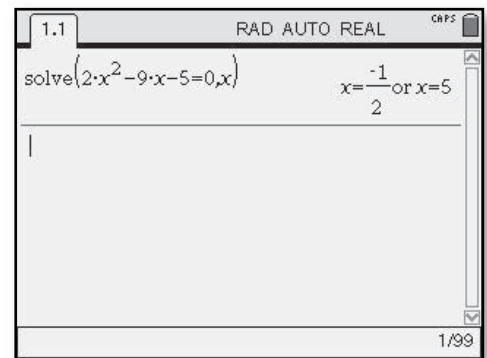 1.1 RAD AUTO REAL CAPS
solve(2·x²−9·x−5=0,x) x=-1/2 or x=5
1/99